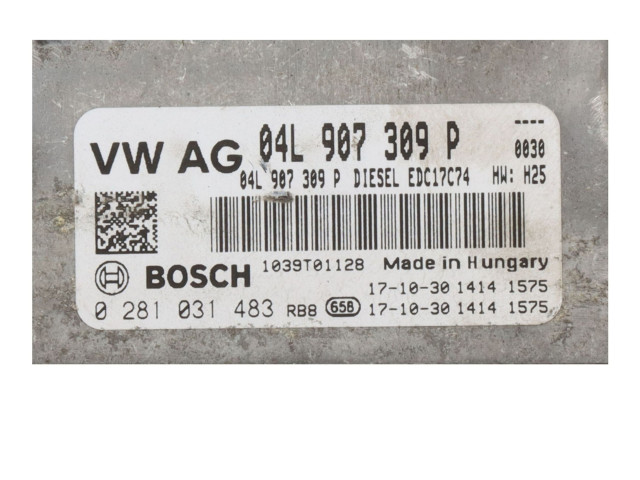 VW AG 04L 907 309 P ----
0030
04L 907 309 P DIESEL EDC17C74 HW: H25
BOSCH 1039T01128 Made in Hungary
17-10-30 1414 1575
0 281 031 483 RB8 65B 17-10-30 1414 1575